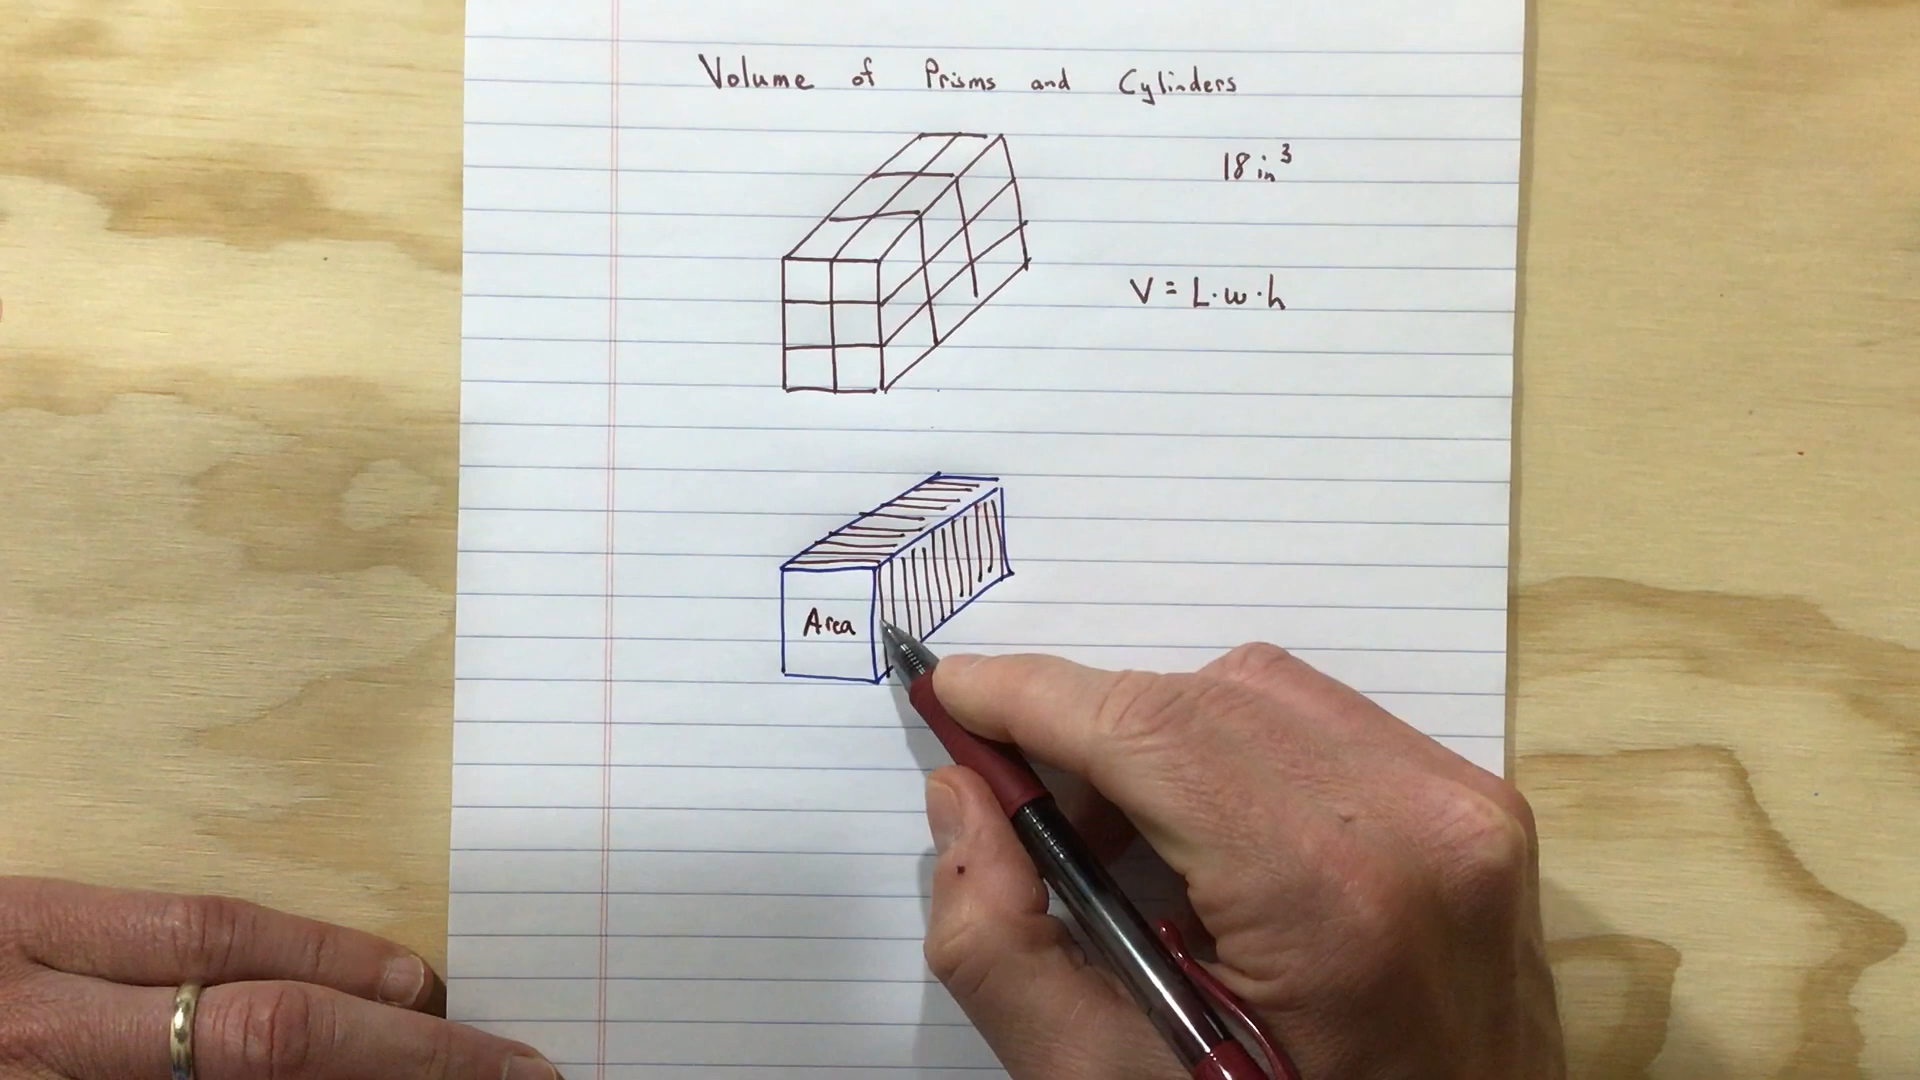 Volume of Prisms and Cylinders
18 in³
V = L·w·h
Area